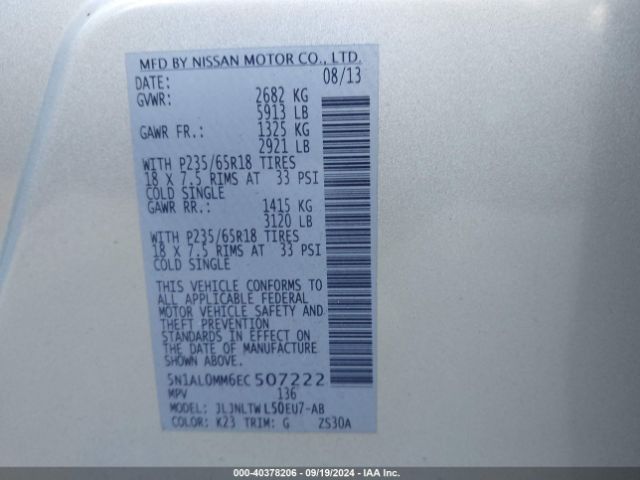 MFD BY NISSAN MOTOR CO., LTD.
DATE: 08/13
GVWR: 2682 KG
5913 LB
GAWR FR.: 1325 KG
2921 LB
WITH P235/65R18 TIRES
18 X 7.5 RIMS AT 33 PSI
COLD SINGLE
GAWR RR.: 1415 KG
3120 LB
WITH P235/65R18 TIRES
18 X 7.5 RIMS AT 33 PSI
COLD SINGLE
THIS VEHICLE CONFORMS TO
ALL APPLICABLE FEDERAL
MOTOR VEHICLE SAFETY AND
THEFT PREVENTION
STANDARDS IN EFFECT ON
THE DATE OF MANUFACTURE
SHOWN ABOVE.
5N1AL0MM6EC507222
MPV 136
MODEL: JLJNLTWL50EU7-AB
COLOR: K23 TRIM: G ZS30A
000-40378206 - 09/19/2024 - IAA Inc.